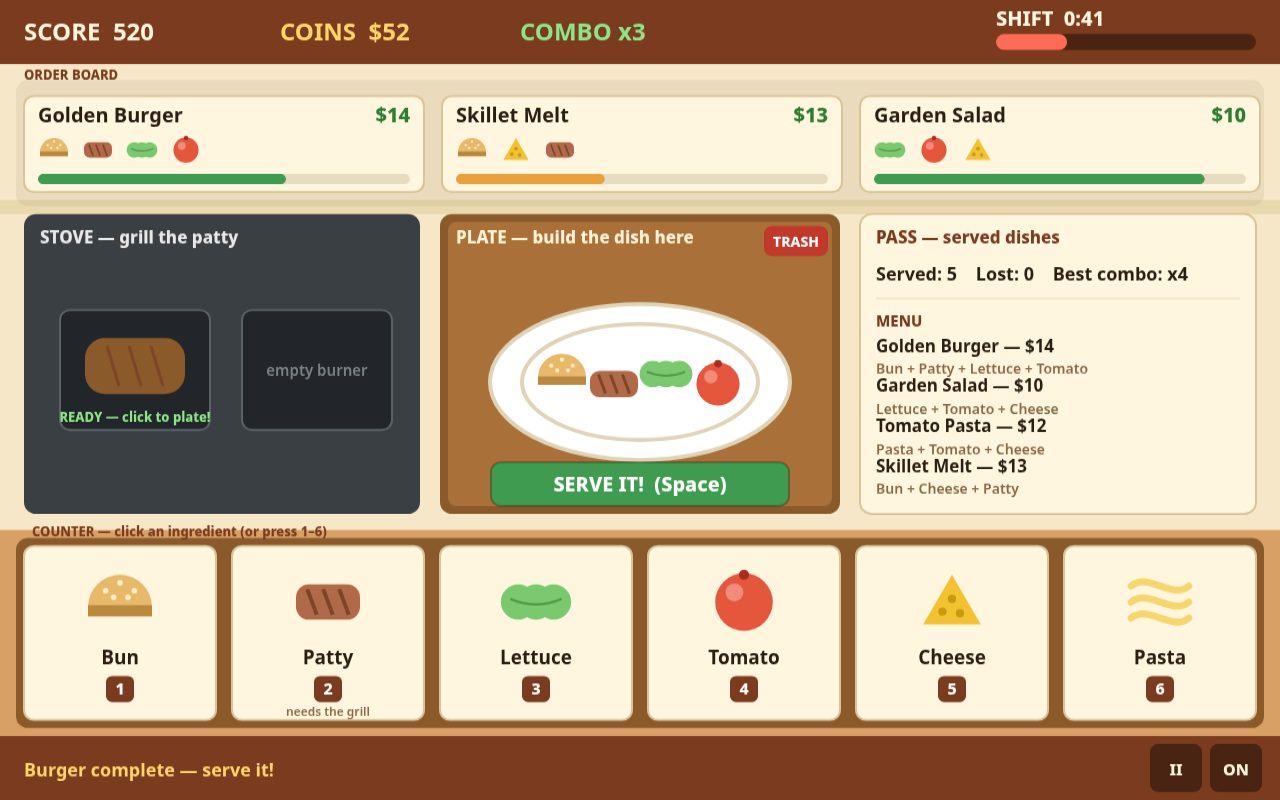 SCORE 520
COINS $52
COMBO x3
SHIFT 0:41
ORDER BOARD
Golden Burger $14
Skillet Melt $13
Garden Salad $10
STOVE — grill the patty
READY — click to plate!
empty burner
PLATE — build the dish here
TRASH
SERVE IT! (Space)
PASS — served dishes
Served: 5 Lost: 0 Best combo: x4
MENU
Golden Burger — $14
Bun + Patty + Lettuce + Tomato
Garden Salad — $10
Lettuce + Tomato + Cheese
Tomato Pasta — $12
Pasta + Tomato + Cheese
Skillet Melt — $13
Bun + Cheese + Patty
COUNTER — click an ingredient (or press 1–6)
Bun
1
Patty
2
needs the grill
Lettuce
3
Tomato
4
Cheese
5
Pasta
6
Burger complete — serve it!
II
ON